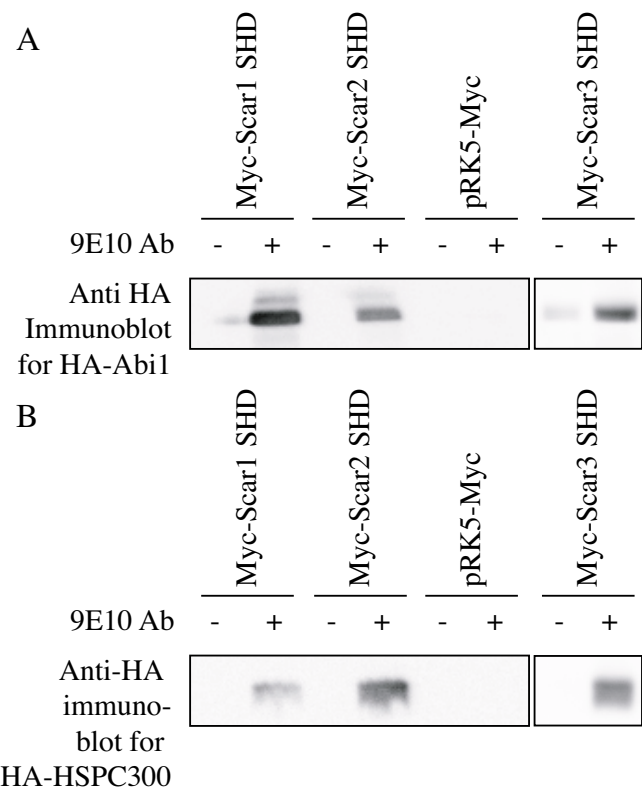 A
Myc-Scar1 SHD
Myc-Scar2 SHD
pRK5-Myc
Myc-Scar3 SHD
9E10 Ab - + - + - + - +
Anti HA
Immunoblot
for HA-Abi1
B
Myc-Scar1 SHD
Myc-Scar2 SHD
pRK5-Myc
Myc-Scar3 SHD
9E10 Ab - + - + - + - +
Anti-HA
immuno-
blot for
HA-HSPC300